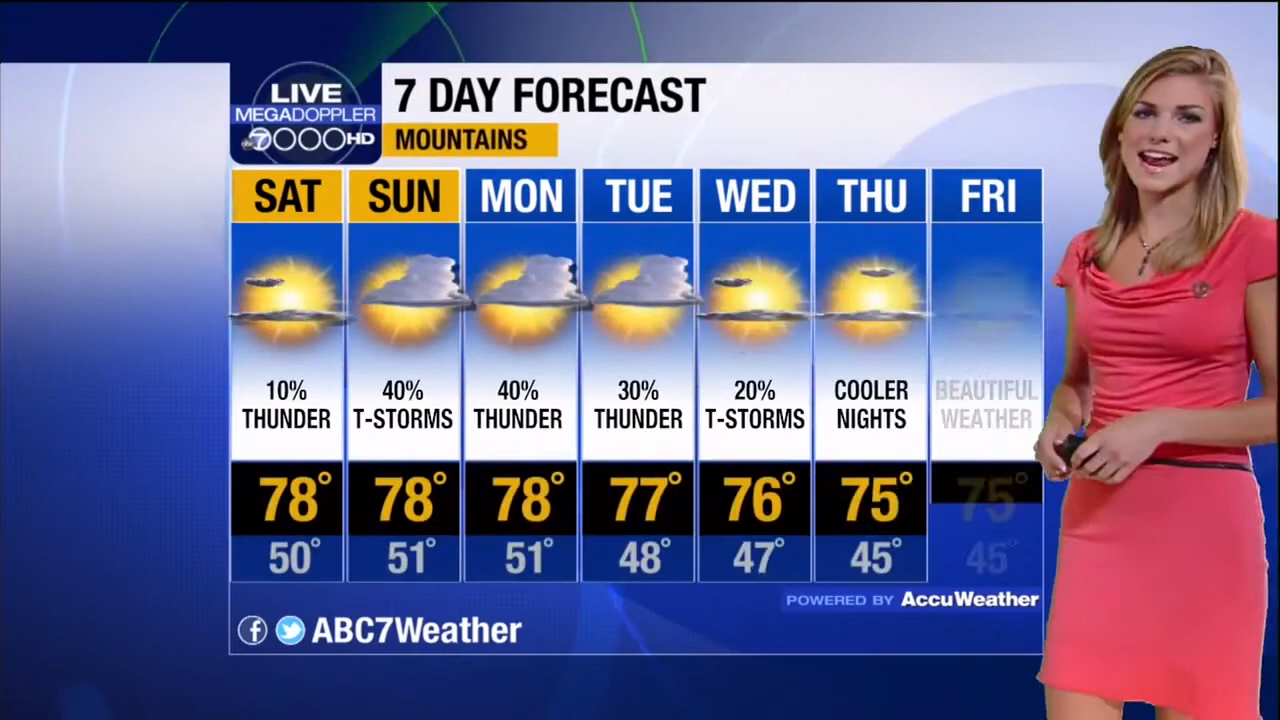 LIVE
MEGADOPPLER
7000HD
7 DAY FORECAST
MOUNTAINS
SAT SUN MON TUE WED THU FRI
10% 40% 40% 30% 20% COOLER BEAUTIFUL
THUNDER T-STORMS THUNDER THUNDER T-STORMS NIGHTS WEATHER
78° 78° 78° 77° 76° 75° 75°
50° 51° 51° 48° 47° 45° 45°
POWERED BY AccuWeather
f ABC7Weather